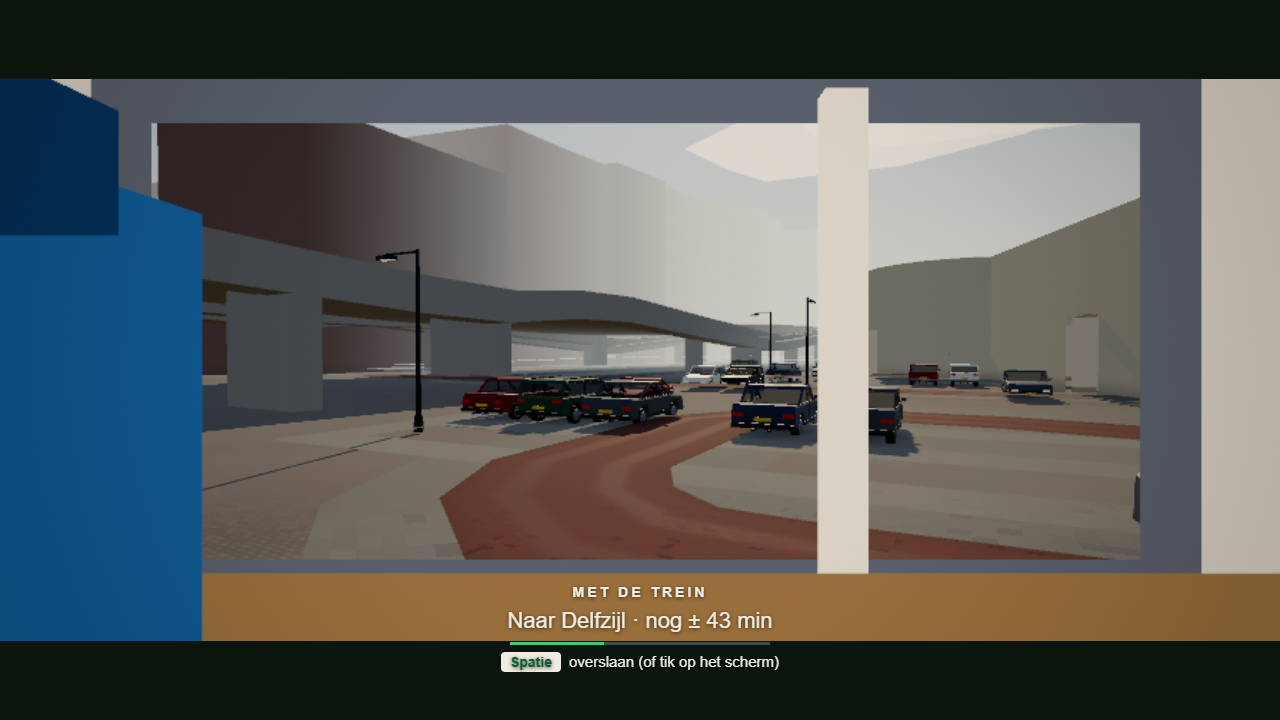 MET DE TREIN
Naar Delfzijl · nog ± 43 min
Spatie overslaan (of tik op het scherm)